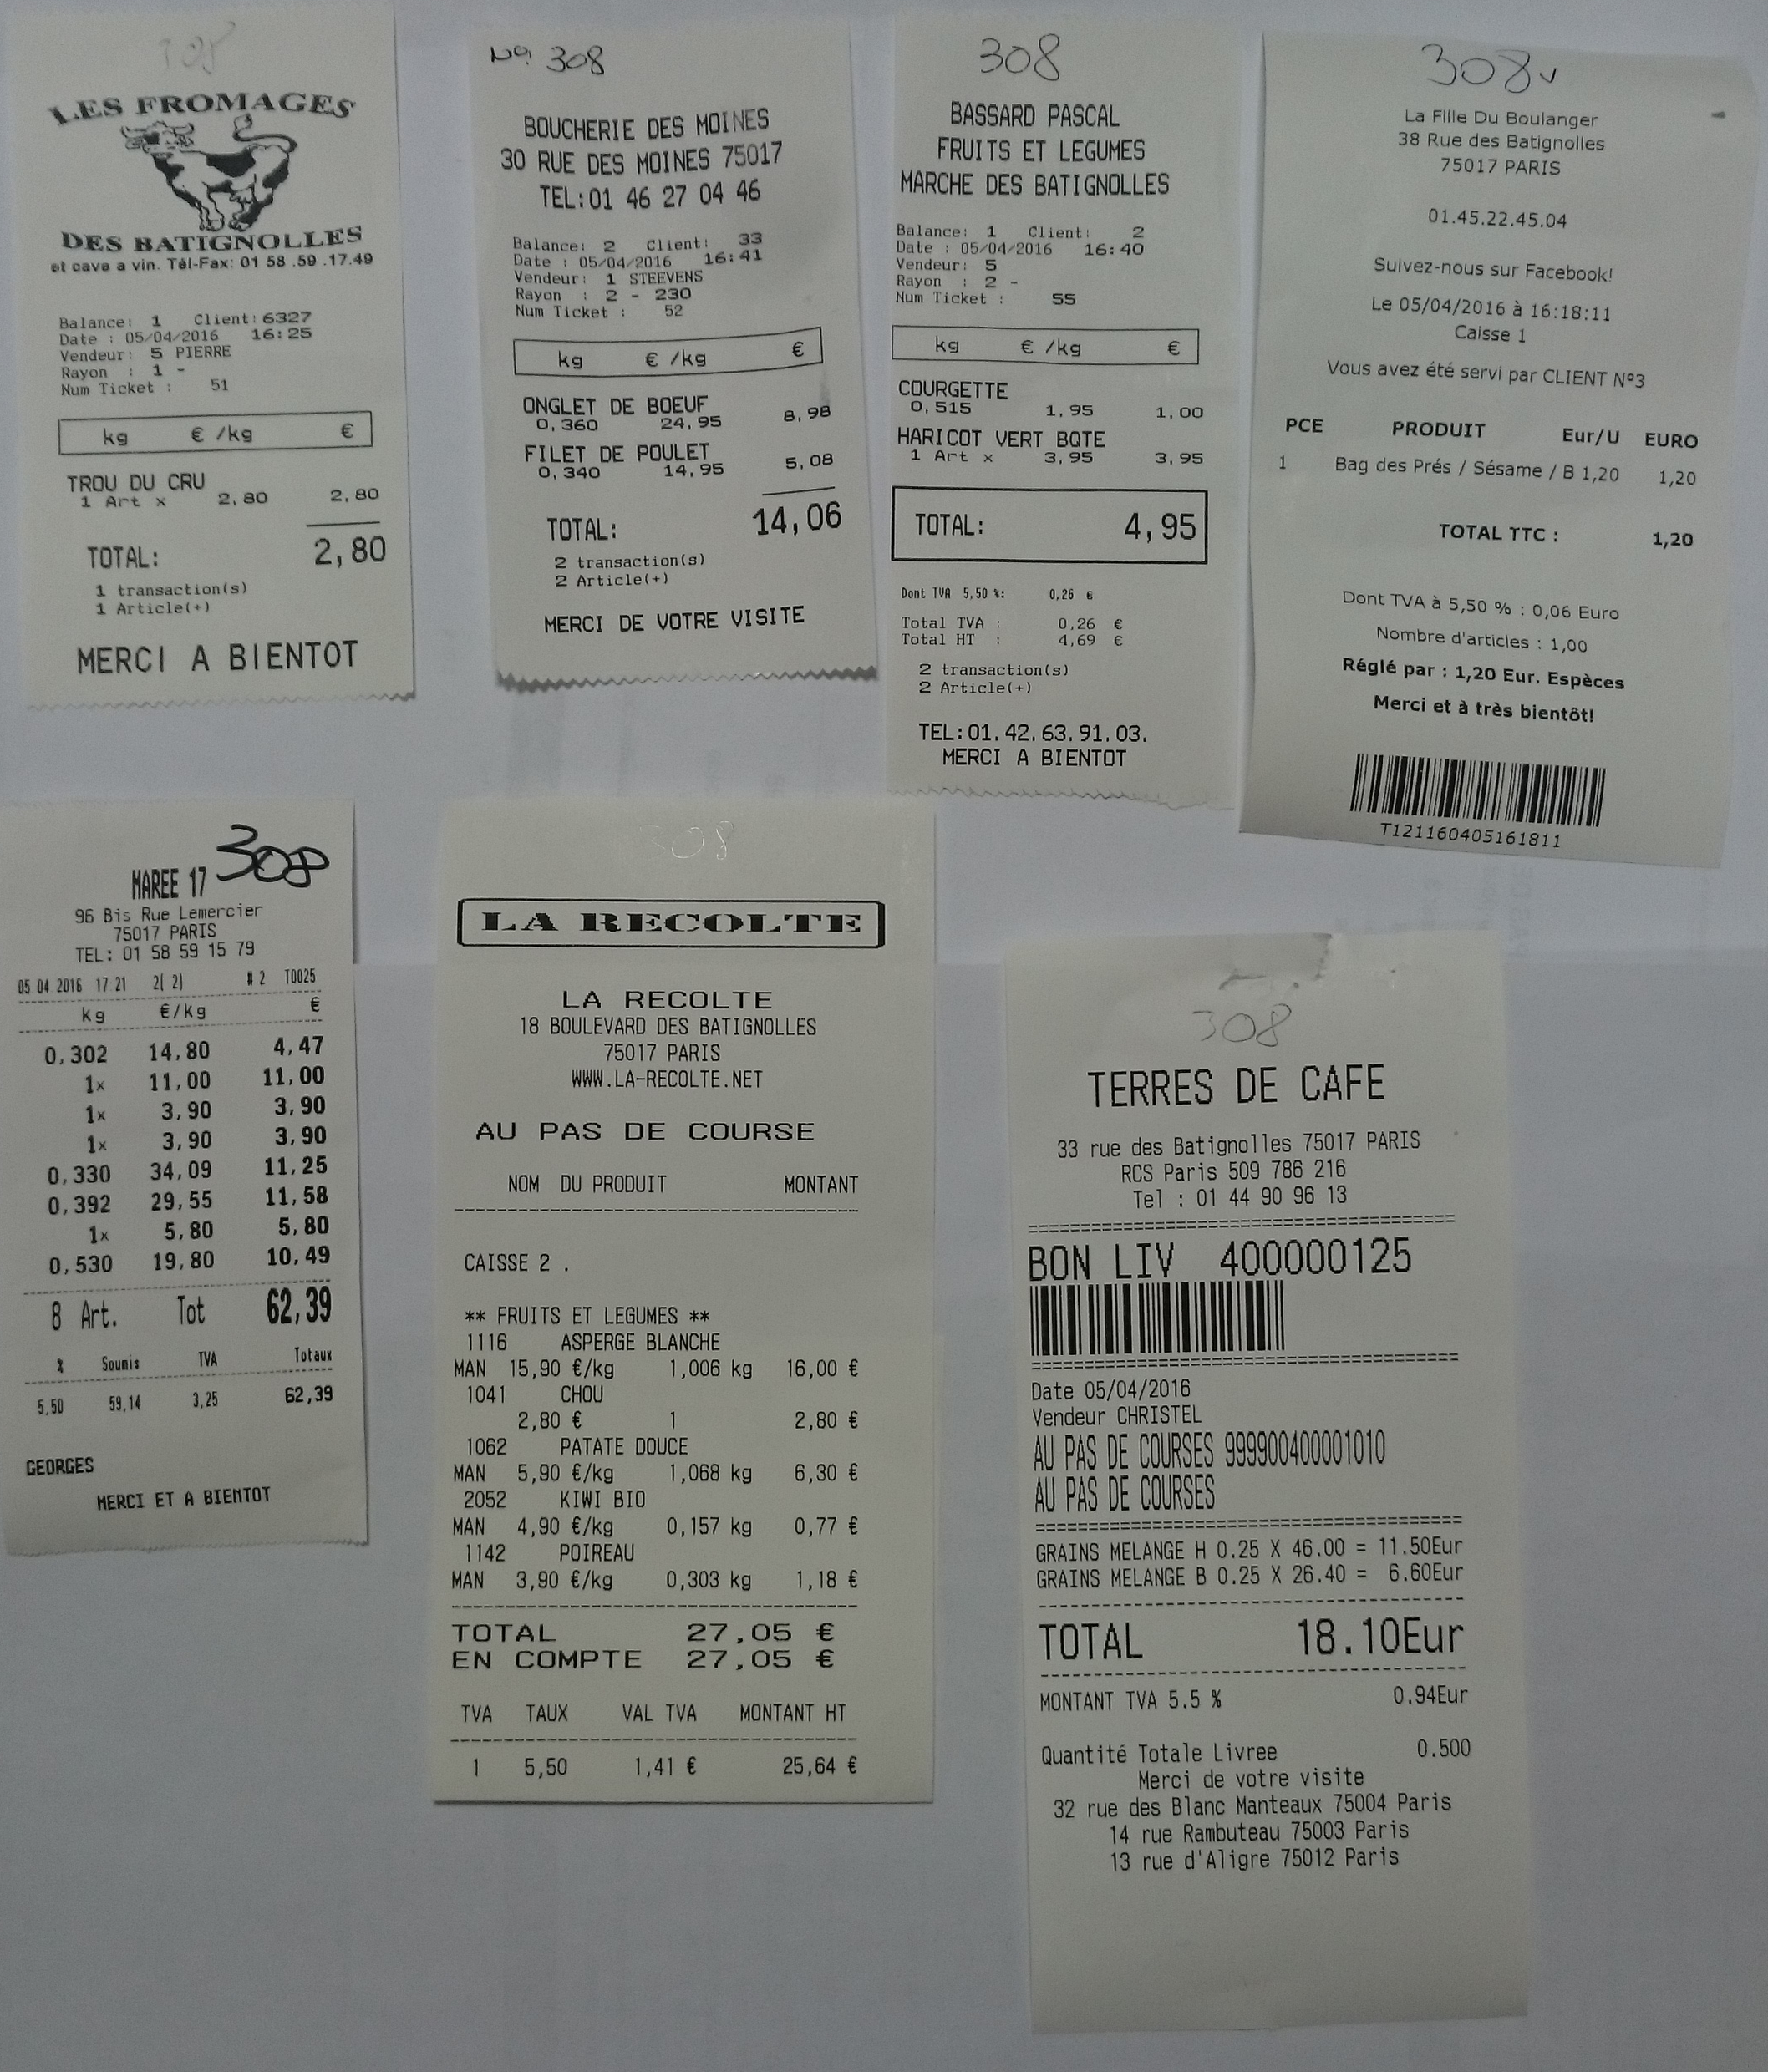 308
LES FROMAGES
DES BATIGNOLLES
et cave a vin. Tél-Fax: 01 58 .59 .17.49
Balance: 1 Client: 6327
Date : 05/04/2016 16:25
Vendeur: 5 PIERRE
Rayon : 1 -
Num Ticket : 51
kg € /kg €
TROU DU CRU
1 Art x 2,80 2,80
TOTAL: 2,80
1 transaction(s)
1 Article(+)
MERCI A BIENTOT
No. 308
BOUCHERIE DES MOINES
30 RUE DES MOINES 75017
TEL:01 46 27 04 46
Balance: 2 Client: 33
Date : 05/04/2016 16:41
Vendeur: 1 STEEVENS
Rayon : 2 - 230
Num Ticket : 52
kg € /kg €
ONGLET DE BOEUF
0,360 24,95 8,98
FILET DE POULET
0,340 14,95 5,08
TOTAL: 14,06
2 transaction(s)
2 Article(+)
MERCI DE VOTRE VISITE
308
BASSARD PASCAL
FRUITS ET LEGUMES
MARCHE DES BATIGNOLLES
Balance: 1 Client: 2
Date : 05/04/2016 16:40
Vendeur: 5
Rayon : 2 -
Num Ticket : 55
kg € /kg €
COURGETTE
0,515 1,95 1,00
HARICOT VERT BQTE
1 Art x 3,95 3,95
TOTAL: 4,95
Dont TVA 5,50 %: 0,26 €
Total TVA : 0,26 €
Total HT : 4,69 €
2 transaction(s)
2 Article(+)
TEL:01.42.63.91.03.
MERCI A BIENTOT
308
La Fille Du Boulanger
38 Rue des Batignolles
75017 PARIS
01.45.22.45.04
Suivez-nous sur Facebook!
Le 05/04/2016 à 16:18:11
Caisse 1
Vous avez été servi par CLIENT Nº3
PCE PRODUIT Eur/U EURO
1 Bag des Prés / Sésame / B 1,20 1,20
TOTAL TTC : 1,20
Dont TVA à 5,50 % : 0,06 Euro
Nombre d'articles : 1,00
Réglé par : 1,20 Eur. Espèces
Merci et à très bientôt!
T121160405161811
308
MAREE 17
96 Bis Rue Lemercier
75017 PARIS
TEL: 01 58 59 15 79
05.04.2016 17:21 2( 2) #2 T0025
kg €/kg €
0,302 14,80 4,47
1x 11,00 11,00
1x 3,90 3,90
1x 3,90 3,90
0,330 34,09 11,25
0,392 29,55 11,58
1x 5,80 5,80
0,530 19,80 10,49
8 Art. Tot 62,39
% Soumis TVA Totaux
5,50 59,14 3,25 62,39
GEORGES
MERCI ET A BIENTOT
308
LA RECOLTE
LA RECOLTE
18 BOULEVARD DES BATIGNOLLES
75017 PARIS
WWW.LA-RECOLTE.NET
AU PAS DE COURSE
NOM DU PRODUIT MONTANT
CAISSE 2 .
** FRUITS ET LEGUMES **
1116 ASPERGE BLANCHE
MAN 15,90 €/kg 1,006 kg 16,00 €
1041 CHOU
2,80 € 1 2,80 €
1062 PATATE DOUCE
MAN 5,90 €/kg 1,068 kg 6,30 €
2052 KIWI BIO
MAN 4,90 €/kg 0,157 kg 0,77 €
1142 POIREAU
MAN 3,90 €/kg 0,303 kg 1,18 €
TOTAL 27,05 €
EN COMPTE 27,05 €
TVA TAUX VAL TVA MONTANT HT
1 5,50 1,41 € 25,64 €
308
TERRES DE CAFE
33 rue des Batignolles 75017 PARIS
RCS Paris 509 786 216
Tel : 01 44 90 96 13
BON LIV 400000125
Date 05/04/2016
Vendeur CHRISTEL
AU PAS DE COURSES 999900400001010
AU PAS DE COURSES
GRAINS MELANGE H 0.25 X 46.00 = 11.50Eur
GRAINS MELANGE B 0.25 X 26.40 = 6.60Eur
TOTAL 18.10Eur
MONTANT TVA 5.5 % 0.94Eur
Quantité Totale Livree 0.500
Merci de votre visite
32 rue des Blanc Manteaux 75004 Paris
14 rue Rambuteau 75003 Paris
13 rue d'Aligre 75012 Paris